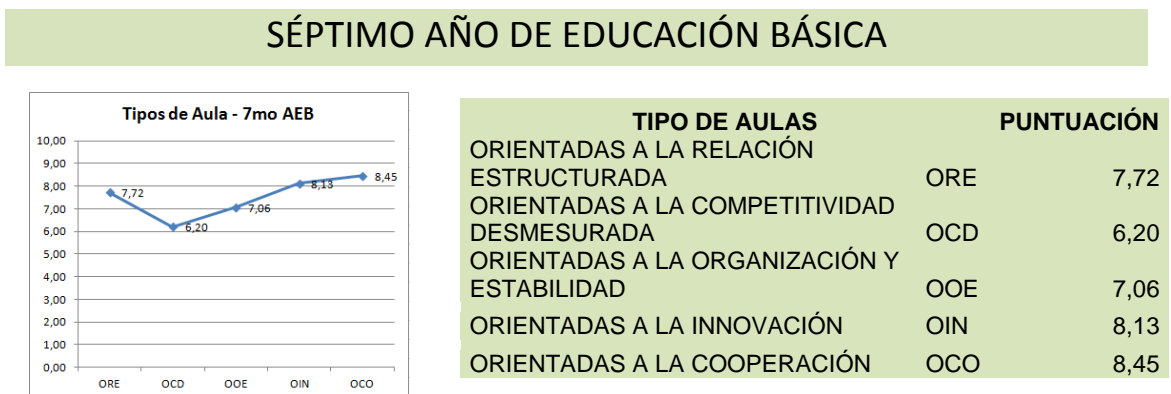 SÉPTIMO AÑO DE EDUCACIÓN BÁSICA
Tipos de Aula - 7mo AEB
10,00
9,00
8,00
7,00
6,00
5,00
4,00
3,00
2,00
1,00
0,00
7,72
6,20
7,06
8,13
8,45
ORE OCD OOE OIN OCO
TIPO DE AULAS PUNTUACIÓN
ORIENTADAS A LA RELACIÓN
ESTRUCTURADA ORE 7,72
ORIENTADAS A LA COMPETITIVIDAD
DESMESURADA OCD 6,20
ORIENTADAS A LA ORGANIZACIÓN Y
ESTABILIDAD OOE 7,06
ORIENTADAS A LA INNOVACIÓN OIN 8,13
ORIENTADAS A LA COOPERACIÓN OCO 8,45